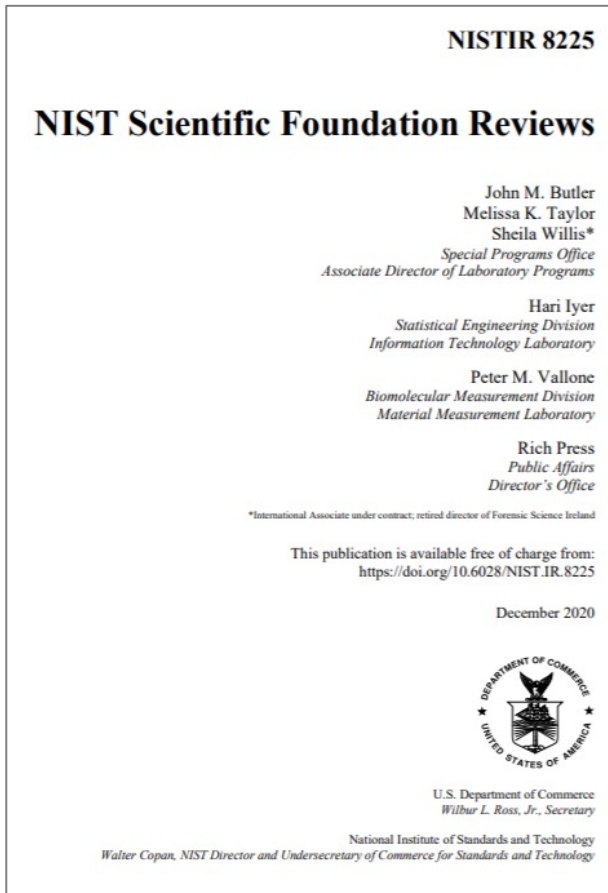 NISTIR 8225
NIST Scientific Foundation Reviews
John M. Butler
Melissa K. Taylor
Sheila Willis*
Special Programs Office
Associate Director of Laboratory Programs
Hari Iyer
Statistical Engineering Division
Information Technology Laboratory
Peter M. Vallone
Biomolecular Measurement Division
Material Measurement Laboratory
Rich Press
Public Affairs
Director's Office
*International Associate under contract; retired director of Forensic Science Ireland
This publication is available free of charge from:
https://doi.org/10.6028/NIST.IR.8225
December 2020
DEPARTMENT OF COMMERCE
UNITED STATES OF AMERICA
U.S. Department of Commerce
Wilbur L. Ross, Jr., Secretary
National Institute of Standards and Technology
Walter Copan, NIST Director and Undersecretary of Commerce for Standards and Technology